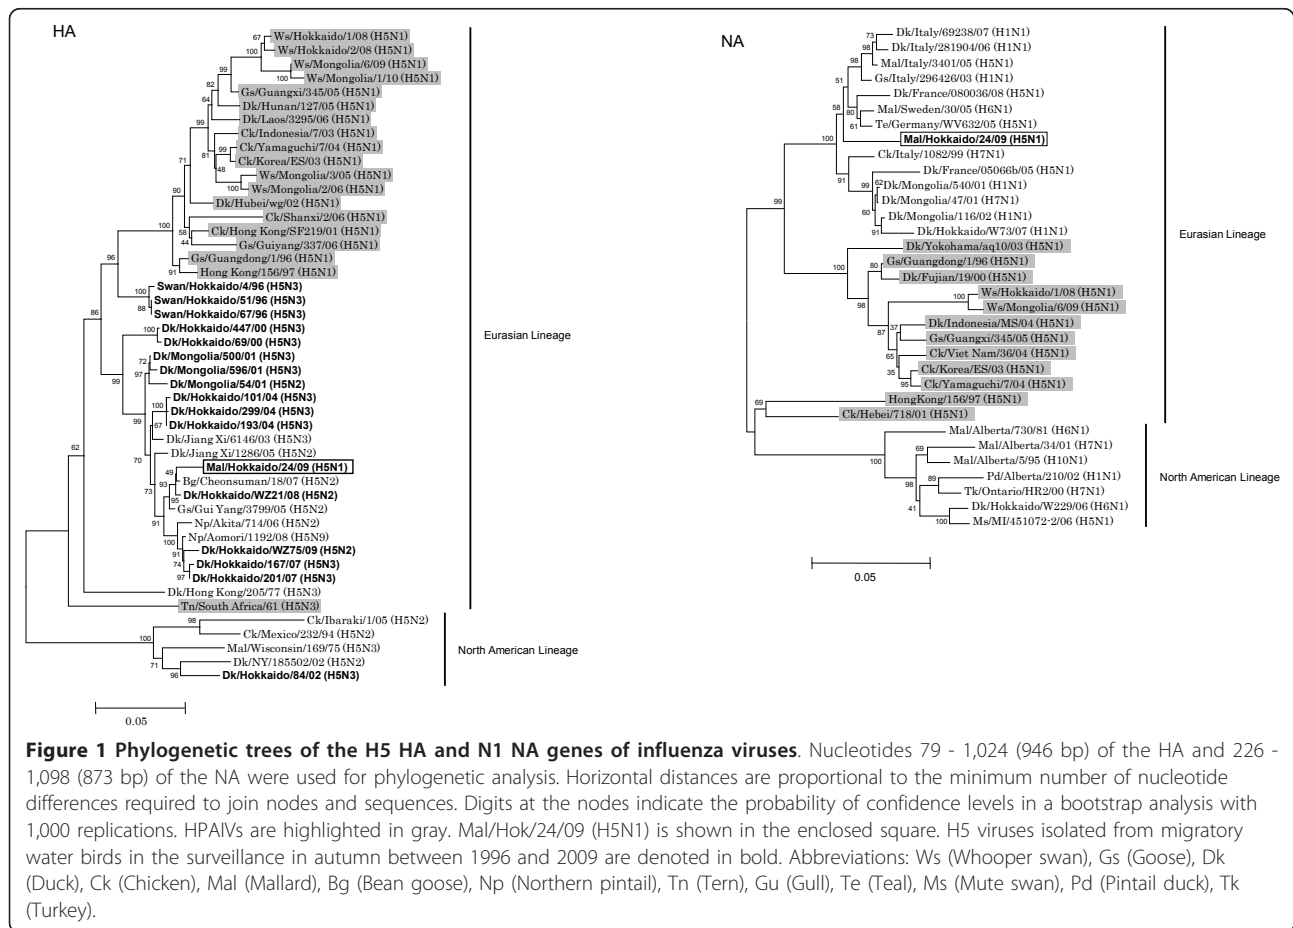 HA
67
Ws/Hokkaido/1/08 (H5N1)
100
Ws/Hokkaido/2/08 (H5N1)
99
Ws/Mongolia/6/09 (H5N1)
100
Ws/Mongolia/1/10 (H5N1)
82
Gs/Guangxi/345/05 (H5N1)
64
Dk/Hunan/127/05 (H5N1)
99
Dk/Laos/3295/06 (H5N1)
Ck/Indonesia/7/03 (H5N1)
99
Ck/Yamaguchi/7/04 (H5N1)
81
Ck/Korea/ES/03 (H5N1)
71
48
Ws/Mongolia/3/05 (H5N1)
100
Ws/Mongolia/2/06 (H5N1)
90
Dk/Hubei/wg/02 (H5N1)
Ck/Shanxi/2/06 (H5N1)
100
58
Ck/Hong Kong/SF219/01 (H5N1)
44
Gs/Guiyang/337/06 (H5N1)
96
Gs/Guangdong/1/96 (H5N1)
91
Hong Kong/156/97 (H5N1)
Swan/Hokkaido/4/96 (H5N3)
100
Swan/Hokkaido/51/96 (H5N3)
88
Swan/Hokkaido/67/96 (H5N3)
86
Dk/Hokkaido/447/00 (H5N3)
100
Dk/Hokkaido/69/00 (H5N3)
Dk/Mongolia/500/01 (H5N3)
72
Dk/Mongolia/596/01 (H5N3)
97
99
Dk/Mongolia/54/01 (H5N2)
Dk/Hokkaido/101/04 (H5N3)
100
Dk/Hokkaido/299/04 (H5N3)
99
67
Dk/Hokkaido/193/04 (H5N3)
Dk/Jiang Xi/6146/03 (H5N3)
62
70
Dk/Jiang Xi/1286/05 (H5N2)
49
Mal/Hokkaido/24/09 (H5N1)
73
93
Bg/Cheonsuman/18/07 (H5N2)
95
Dk/Hokkaido/WZ21/08 (H5N2)
Gs/Gui Yang/3799/05 (H5N2)
91
Np/Akita/714/06 (H5N2)
100
Np/Aomori/1192/08 (H5N9)
91
Dk/Hokkaido/WZ75/09 (H5N2)
74
Dk/Hokkaido/167/07 (H5N3)
97
Dk/Hokkaido/201/07 (H5N3)
Dk/Hong Kong/205/77 (H5N3)
Tn/South Africa/61 (H5N3)
98
Ck/Ibaraki/1/05 (H5N2)
100
Ck/Mexico/232/94 (H5N2)
Mal/Wisconsin/169/75 (H5N3)
71
Dk/NY/185502/02 (H5N2)
96
Dk/Hokkaido/84/02 (H5N3)
Eurasian Lineage
North American Lineage
0.05
NA
73
Dk/Italy/69238/07 (H1N1)
98
Dk/Italy/281904/06 (H1N1)
98
Mal/Italy/3401/05 (H5N1)
51
Gs/Italy/296426/03 (H1N1)
Dk/France/080036/08 (H5N1)
58
80
Mal/Sweden/30/05 (H6N1)
61
Te/Germany/WV632/05 (H5N1)
100
Mal/Hokkaido/24/09 (H5N1)
Ck/Italy/1082/99 (H7N1)
91
Dk/France/05066b/05 (H5N1)
99
62
Dk/Mongolia/540/01 (H1N1)
Dk/Mongolia/47/01 (H7N1)
99
60
Dk/Mongolia/116/02 (H1N1)
91
Dk/Hokkaido/W73/07 (H1N1)
Dk/Yokohama/aq10/03 (H5N1)
100
80
Gs/Guangdong/1/96 (H5N1)
Dk/Fujian/19/00 (H5N1)
98
Ws/Hokkaido/1/08 (H5N1)
100
Ws/Mongolia/6/09 (H5N1)
87
37
Dk/Indonesia/MS/04 (H5N1)
Gs/Guangxi/345/05 (H5N1)
65
Ck/Viet Nam/36/04 (H5N1)
35
Ck/Korea/ES/03 (H5N1)
95
Ck/Yamaguchi/7/04 (H5N1)
69
HongKong/156/97 (H5N1)
Ck/Hebei/718/01 (H5N1)
Mal/Alberta/730/81 (H6N1)
69
Mal/Alberta/34/01 (H7N1)
100
Mal/Alberta/5/95 (H10N1)
98
89
Pd/Alberta/210/02 (H1N1)
Tk/Ontario/HR2/00 (H7N1)
41
Dk/Hokkaido/W229/06 (H6N1)
100
Ms/MI/451072-2/06 (H5N1)
Eurasian Lineage
North American Lineage
0.05
Figure 1 Phylogenetic trees of the H5 HA and N1 NA genes of influenza viruses. Nucleotides 79 - 1,024 (946 bp) of the HA and 226 -
1,098 (873 bp) of the NA were used for phylogenetic analysis. Horizontal distances are proportional to the minimum number of nucleotide
differences required to join nodes and sequences. Digits at the nodes indicate the probability of confidence levels in a bootstrap analysis with
1,000 replications. HPAIVs are highlighted in gray. Mal/Hok/24/09 (H5N1) is shown in the enclosed square. H5 viruses isolated from migratory
water birds in the surveillance in autumn between 1996 and 2009 are denoted in bold. Abbreviations: Ws (Whooper swan), Gs (Goose), Dk
(Duck), Ck (Chicken), Mal (Mallard), Bg (Bean goose), Np (Northern pintail), Tn (Tern), Gu (Gull), Te (Teal), Ms (Mute swan), Pd (Pintail duck), Tk
(Turkey).